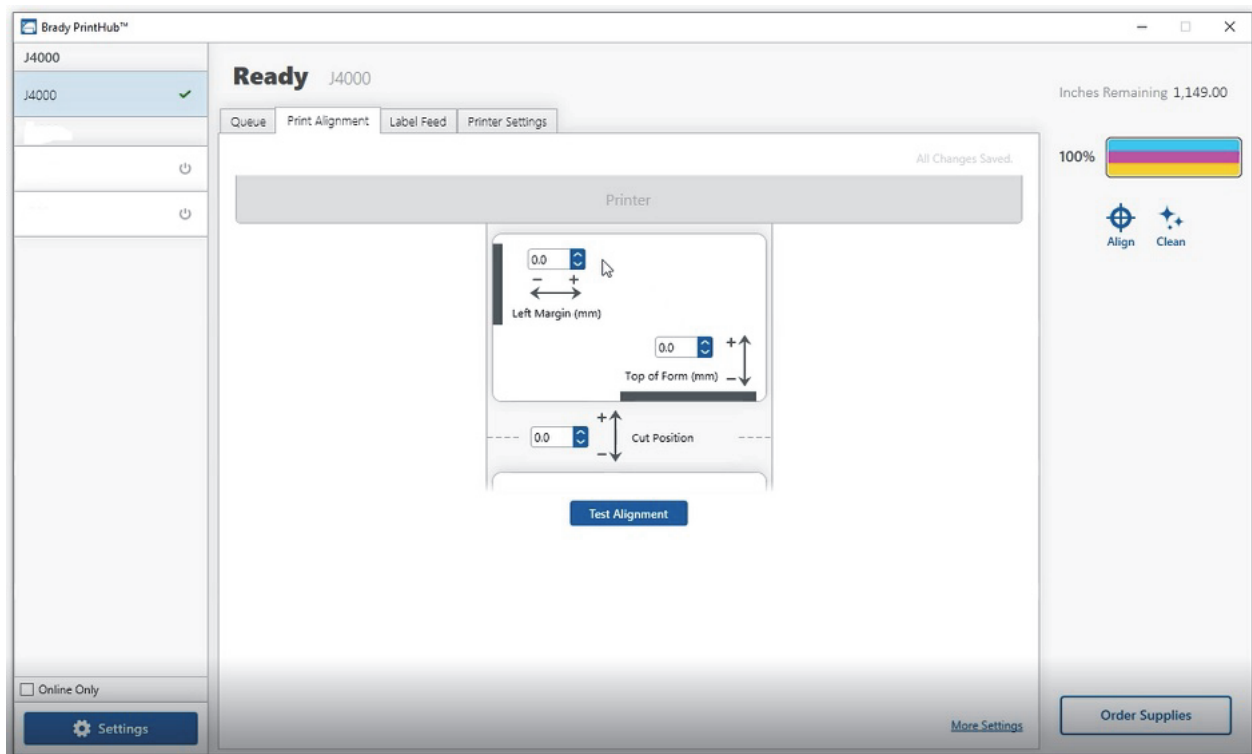 Brady PrintHub™
J4000
J4000
Online Only
Settings
Ready J4000
Queue Print Alignment Label Feed Printer Settings
All Changes Saved.
Printer
0.0
− +
Left Margin (mm)
0.0 +
Top of Form (mm) −
+
0.0 Cut Position
−
Test Alignment
More Settings
Inches Remaining 1,149.00
100%
Align Clean
Order Supplies